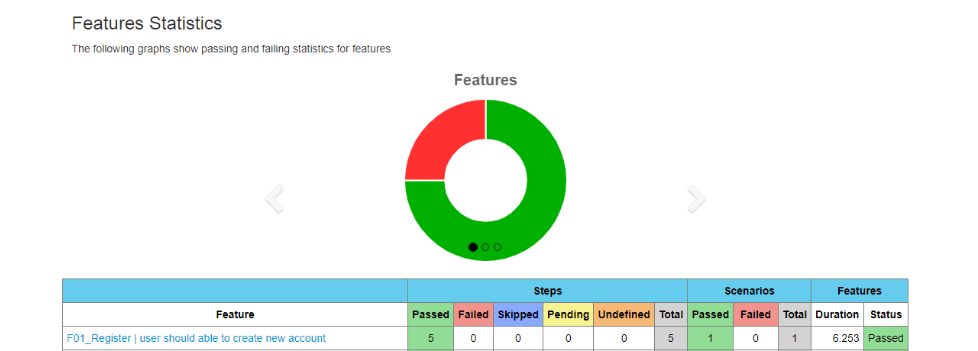 Features Statistics
The following graphs show passing and failing statistics for features
Features
Steps Scenarios Features
Feature Passed Failed Skipped Pending Undefined Total Passed Failed Total Duration Status
F01_Register | user should able to create new account 5 0 0 0 0 5 1 0 1 6.253 Passed